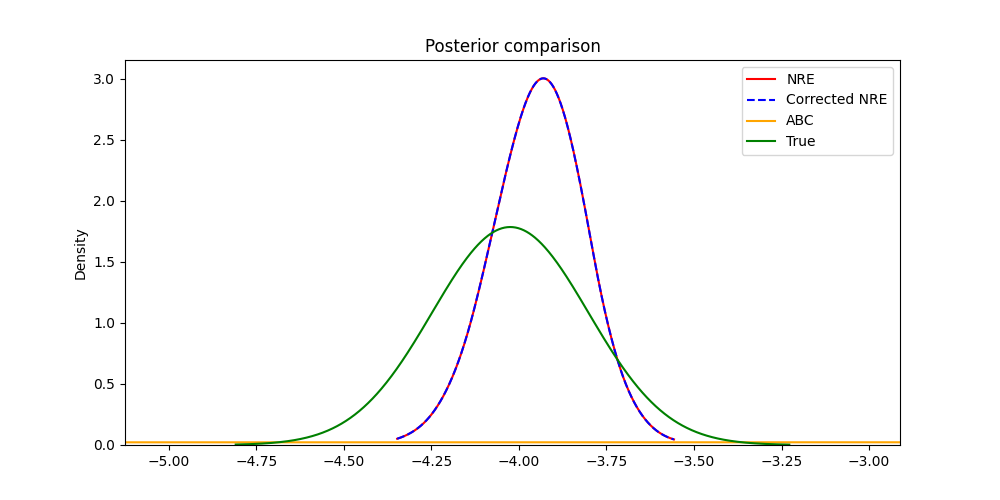 Posterior comparison
NRE
Corrected NRE
ABC
True
Density
3.0
2.5
2.0
1.5
1.0
0.5
0.0
−5.00 −4.75 −4.50 −4.25 −4.00 −3.75 −3.50 −3.25 −3.00